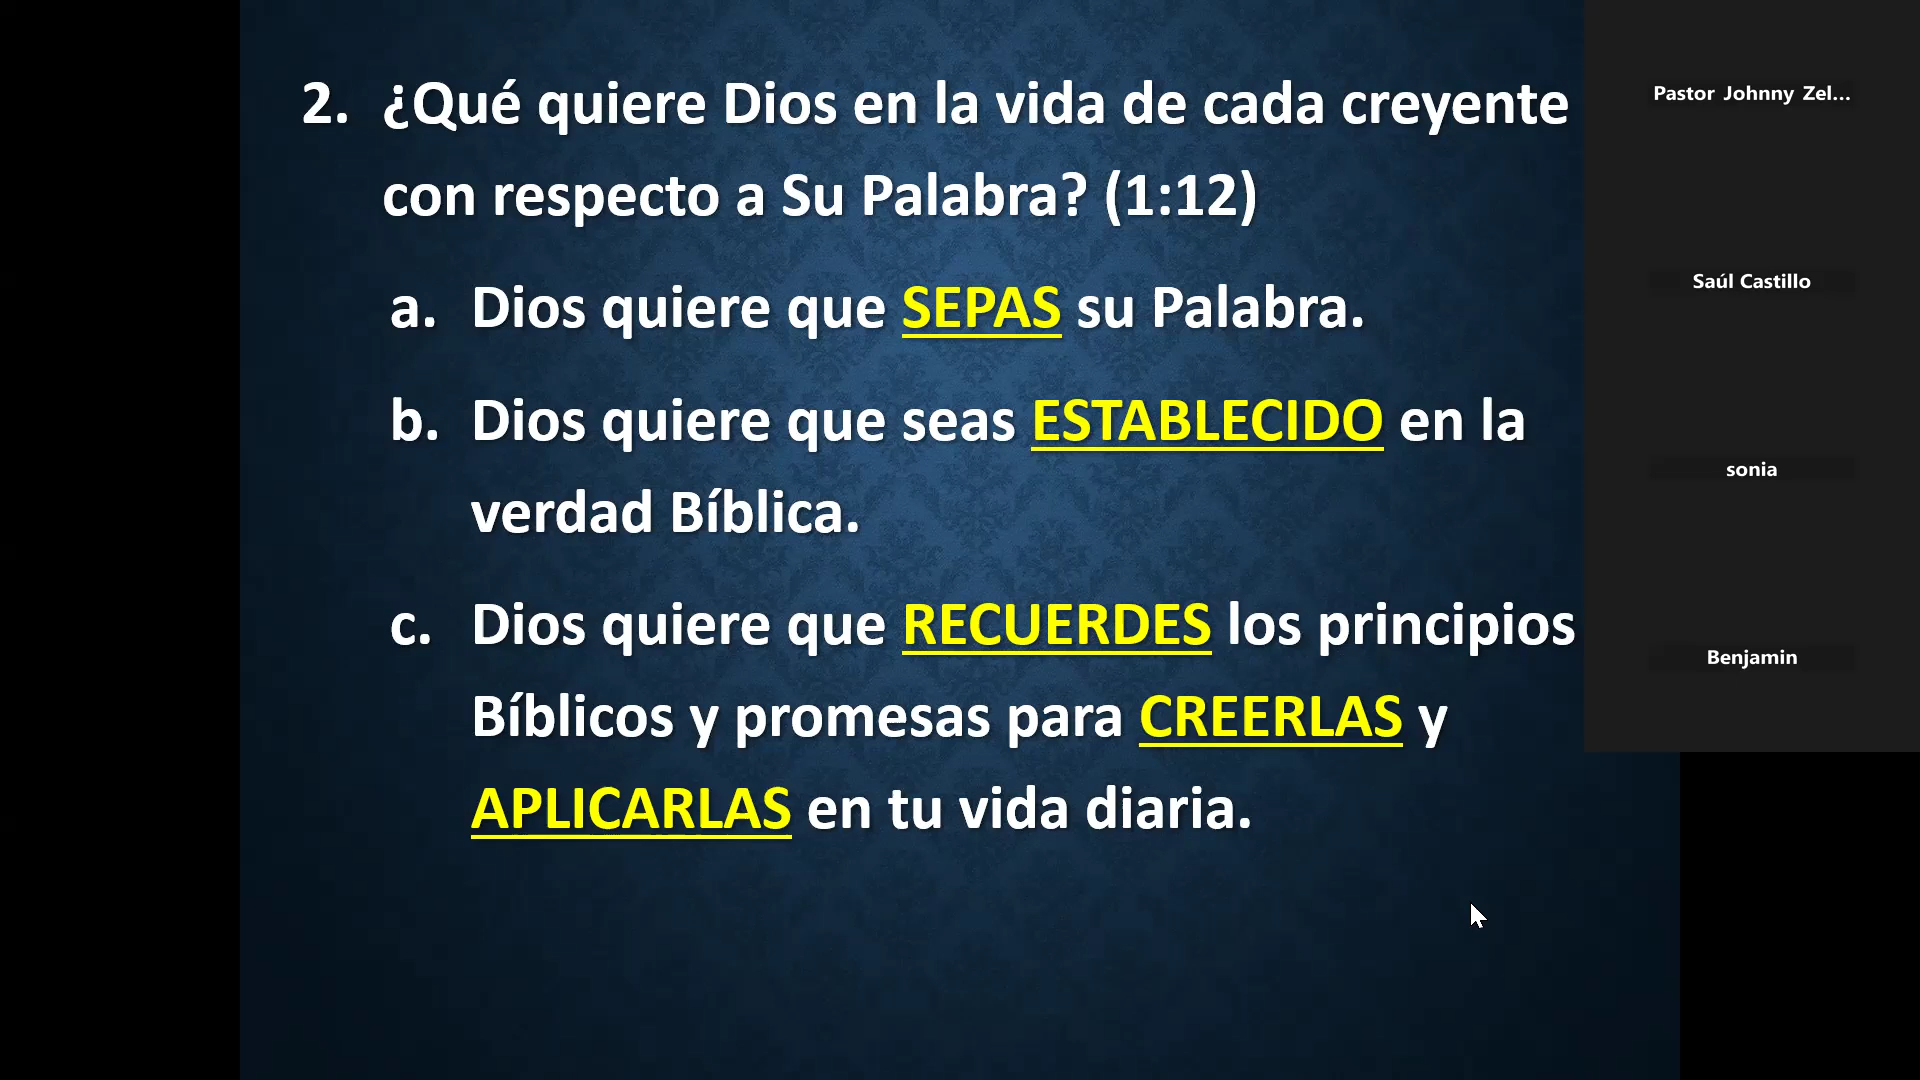 2. ¿Qué quiere Dios en la vida de cada creyente
con respecto a Su Palabra? (1:12)
a. Dios quiere que SEPAS su Palabra.
b. Dios quiere que seas ESTABLECIDO en la
verdad Bíblica.
c. Dios quiere que RECUERDES los principios
Bíblicos y promesas para CREERLAS y
APLICARLAS en tu vida diaria.
Pastor Johnny Zel...
Saúl Castillo
sonia
Benjamin